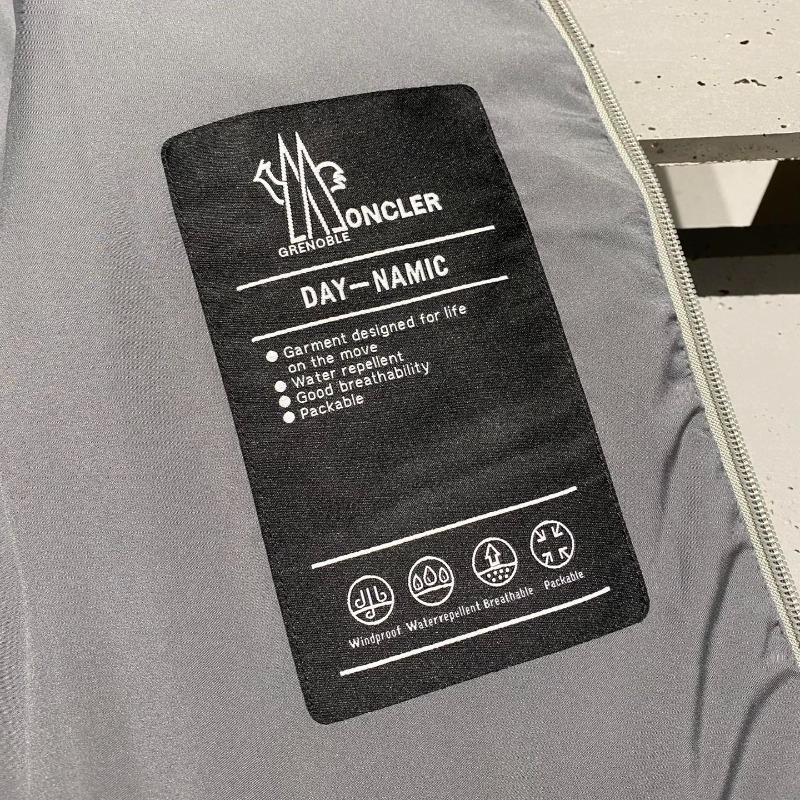 MONCLER
GRENOBLE
DAY-NAMIC
● Garment designed for life
on the move
● Water repellent
● Good breathability
● Packable
Windproof Waterrepellent Breathable Packable